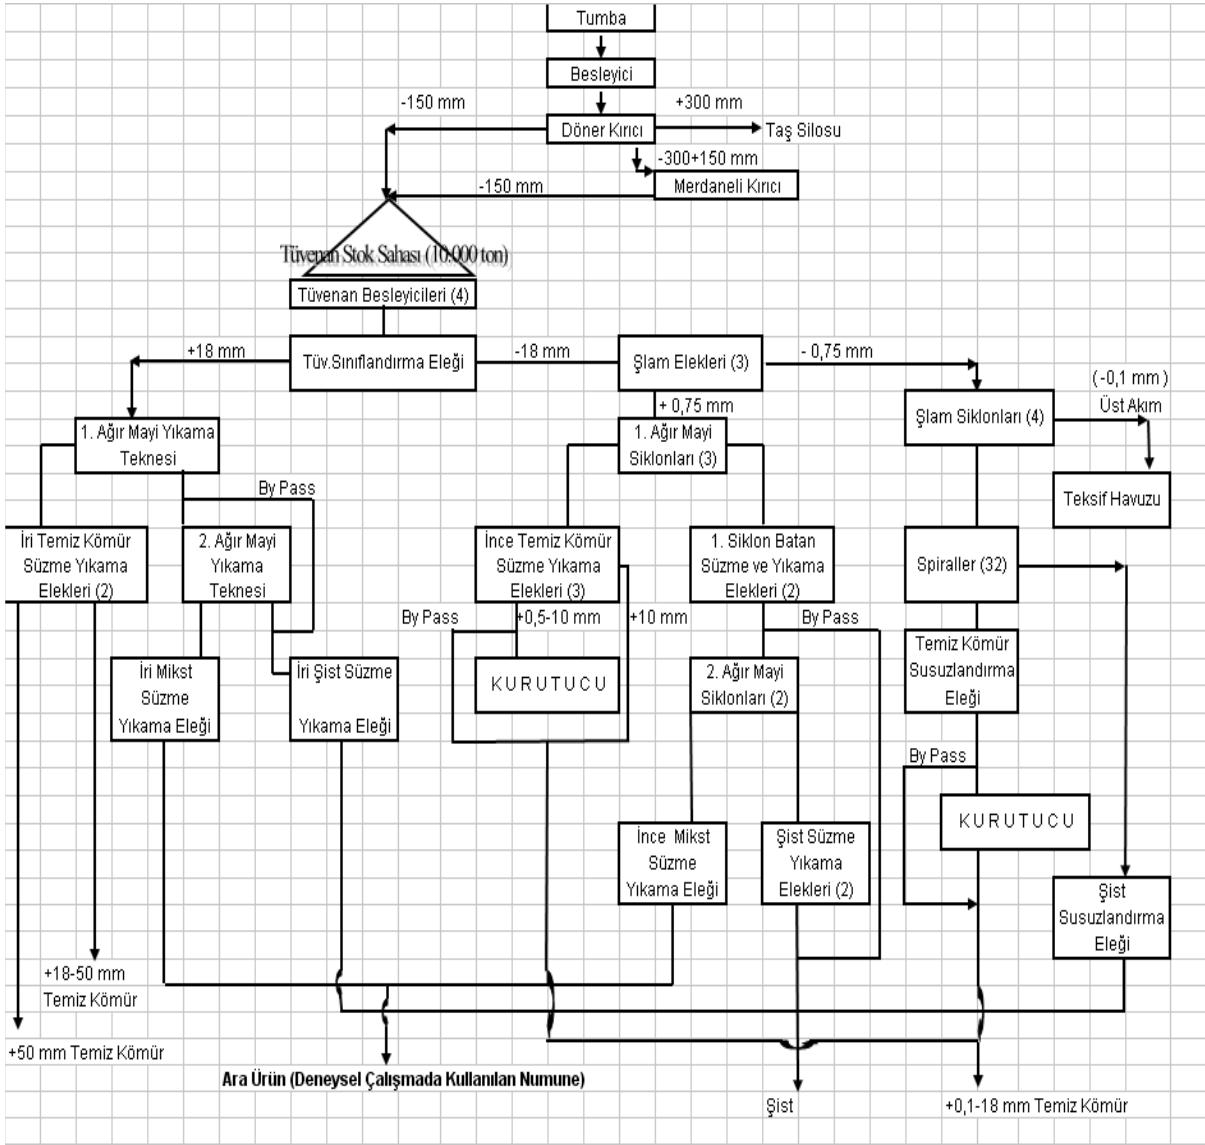 Tumba
Besleyici
-150 mm
+300 mm
Döner Kırıcı
Taş Silosu
-300+150 mm
-150 mm
Merdaneli Kırıcı
Tüvenan Stok Sahası (10.000 ton)
Tüvenan Besleyicileri (4)
+18 mm
Tüv.Sınıflandırma Eleği
-18 mm
Şlam Elekleri (3)
- 0,75 mm
(-0,1 mm )
Üst Akım
+ 0,75 mm
Şlam Siklonları (4)
1. Ağır Mayi Yıkama
Teknesi
1. Ağır Mayi
Siklonları (3)
By Pass
Teksif Havuzu
İri Temiz Kömür
Süzme Yıkama
Elekleri (2)
2. Ağır Mayi
Yıkama
Teknesi
İnce Temiz Kömür
Süzme Yıkama
Elekleri (3)
1. Siklon Batan
Süzme ve Yıkama
Elekleri (2)
Spiraller (32)
By Pass
+0,5-10 mm
+10 mm
By Pass
İri Mikst
Süzme
Yıkama Eleği
İri Şist Süzme
Yıkama Eleği
KURUTUCU
2. Ağır Mayi
Siklonları (2)
Temiz Kömür
Susuzlandırma
Eleği
By Pass
KURUTUCU
İnce Mikst
Süzme
Yıkama Eleği
Şist Süzme
Yıkama
Elekleri (2)
Şist
Susuzlandırma
Eleği
+18-50 mm
Temiz Kömür
+50 mm Temiz Kömür
Ara Ürün (Deneysel Çalışmada Kullanılan Numune)
Şist
+0,1-18 mm Temiz Kömür